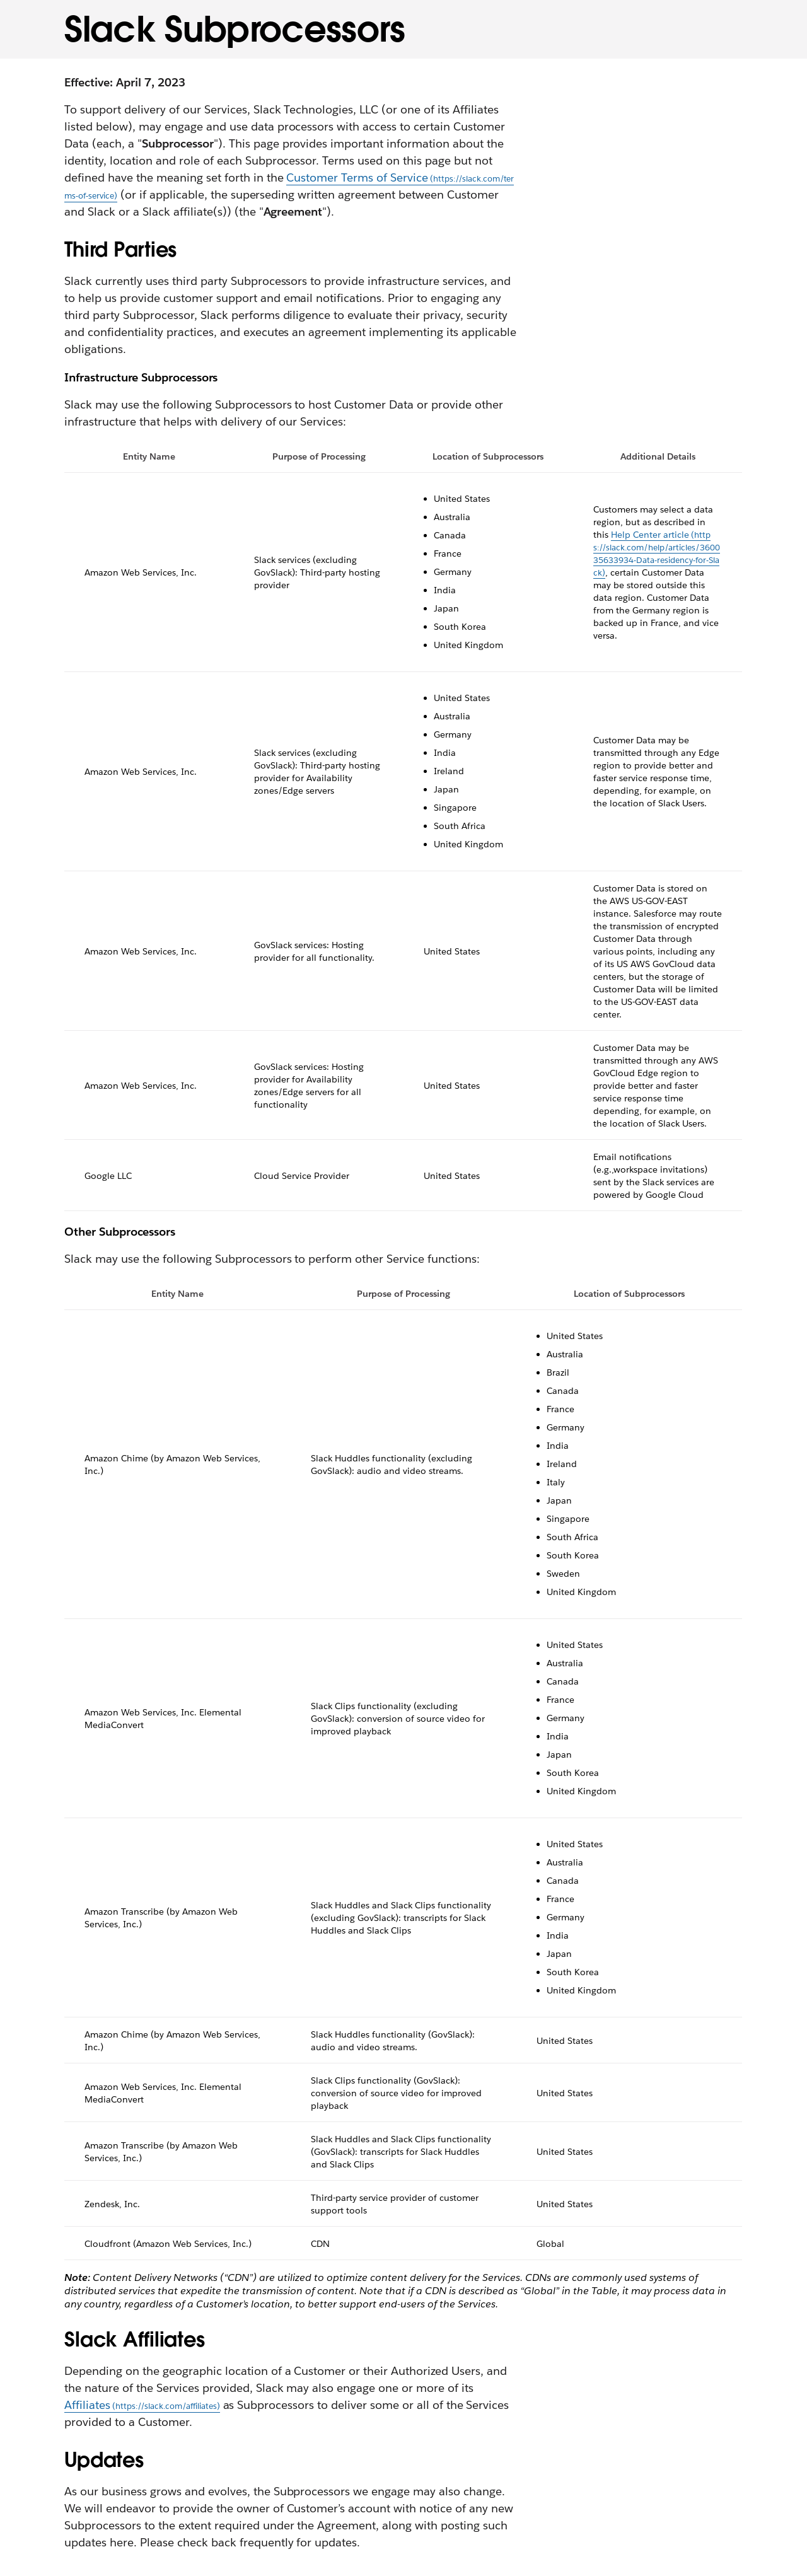 Slack Subprocessors
Effective: April 7, 2023
To support delivery of our Services, Slack Technologies, LLC (or one of its Affiliates
listed below), may engage and use data processors with access to certain Customer
Data (each, a "Subprocessor"). This page provides important information about the
identity, location and role of each Subprocessor. Terms used on this page but not
defined have the meaning set forth in the Customer Terms of Service (https://slack.com/ter
ms-of-service) (or if applicable, the superseding written agreement between Customer
and Slack or a Slack affiliate(s)) (the "Agreement").
Third Parties
Slack currently uses third party Subprocessors to provide infrastructure services, and
to help us provide customer support and email notifications. Prior to engaging any
third party Subprocessor, Slack performs diligence to evaluate their privacy, security
and confidentiality practices, and executes an agreement implementing its applicable
obligations.
Infrastructure Subprocessors
Slack may use the following Subprocessors to host Customer Data or provide other
infrastructure that helps with delivery of our Services:
Entity Name Purpose of Processing Location of Subprocessors Additional Details
Amazon Web Services, Inc.
Slack services (excluding
GovSlack): Third-party hosting
provider
• United States
• Australia
• Canada
• France
• Germany
• India
• Japan
• South Korea
• United Kingdom
Customers may select a data
region, but as described in
this Help Center article (http
s://slack.com/help/articles/3600
35633934-Data-residency-for-Sla
ck), certain Customer Data
may be stored outside this
data region. Customer Data
from the Germany region is
backed up in France, and vice
versa.
Amazon Web Services, Inc.
Slack services (excluding
GovSlack): Third-party hosting
provider for Availability
zones/Edge servers
• United States
• Australia
• Germany
• India
• Ireland
• Japan
• Singapore
• South Africa
• United Kingdom
Customer Data may be
transmitted through any Edge
region to provide better and
faster service response time,
depending, for example, on
the location of Slack Users.
Amazon Web Services, Inc.
GovSlack services: Hosting
provider for all functionality.
United States
Customer Data is stored on
the AWS US-GOV-EAST
instance. Salesforce may route
the transmission of encrypted
Customer Data through
various points, including any
of its US AWS GovCloud data
centers, but the storage of
Customer Data will be limited
to the US-GOV-EAST data
center.
Amazon Web Services, Inc.
GovSlack services: Hosting
provider for Availability
zones/Edge servers for all
functionality
United States
Customer Data may be
transmitted through any AWS
GovCloud Edge region to
provide better and faster
service response time
depending, for example, on
the location of Slack Users.
Google LLC
Cloud Service Provider
United States
Email notifications
(e.g.,workspace invitations)
sent by the Slack services are
powered by Google Cloud
Other Subprocessors
Slack may use the following Subprocessors to perform other Service functions:
Entity Name Purpose of Processing Location of Subprocessors
Amazon Chime (by Amazon Web Services,
Inc.)
Slack Huddles functionality (excluding
GovSlack): audio and video streams.
• United States
• Australia
• Brazil
• Canada
• France
• Germany
• India
• Ireland
• Italy
• Japan
• Singapore
• South Africa
• South Korea
• Sweden
• United Kingdom
Amazon Web Services, Inc. Elemental
MediaConvert
Slack Clips functionality (excluding
GovSlack): conversion of source video for
improved playback
• United States
• Australia
• Canada
• France
• Germany
• India
• Japan
• South Korea
• United Kingdom
Amazon Transcribe (by Amazon Web
Services, Inc.)
Slack Huddles and Slack Clips functionality
(excluding GovSlack): transcripts for Slack
Huddles and Slack Clips
• United States
• Australia
• Canada
• France
• Germany
• India
• Japan
• South Korea
• United Kingdom
Amazon Chime (by Amazon Web Services,
Inc.)
Slack Huddles functionality (GovSlack):
audio and video streams.
United States
Amazon Web Services, Inc. Elemental
MediaConvert
Slack Clips functionality (GovSlack):
conversion of source video for improved
playback
United States
Amazon Transcribe (by Amazon Web
Services, Inc.)
Slack Huddles and Slack Clips functionality
(GovSlack): transcripts for Slack Huddles
and Slack Clips
United States
Zendesk, Inc.
Third-party service provider of customer
support tools
United States
Cloudfront (Amazon Web Services, Inc.)
CDN
Global
Note: Content Delivery Networks (“CDN”) are utilized to optimize content delivery for the Services. CDNs are commonly used systems of
distributed services that expedite the transmission of content. Note that if a CDN is described as “Global” in the Table, it may process data in
any country, regardless of a Customer’s location, to better support end-users of the Services.
Slack Affiliates
Depending on the geographic location of a Customer or their Authorized Users, and
the nature of the Services provided, Slack may also engage one or more of its
Affiliates (https://slack.com/affiliates) as Subprocessors to deliver some or all of the Services
provided to a Customer.
Updates
As our business grows and evolves, the Subprocessors we engage may also change.
We will endeavor to provide the owner of Customer’s account with notice of any new
Subprocessors to the extent required under the Agreement, along with posting such
updates here. Please check back frequently for updates.